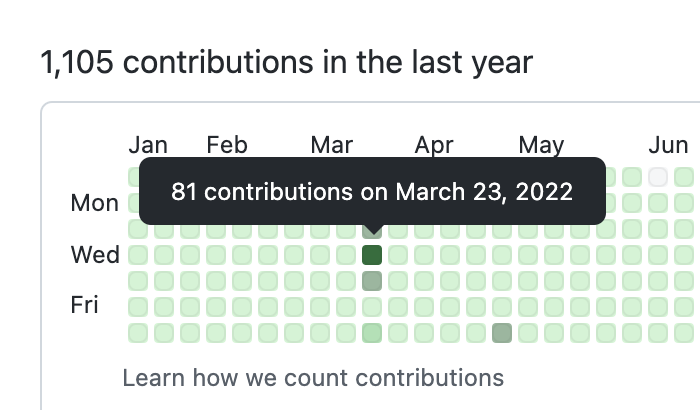 1,105 contributions in the last year
Jan Feb Mar Apr May Jun
81 contributions on March 23, 2022
Mon
Wed
Fri
Learn how we count contributions